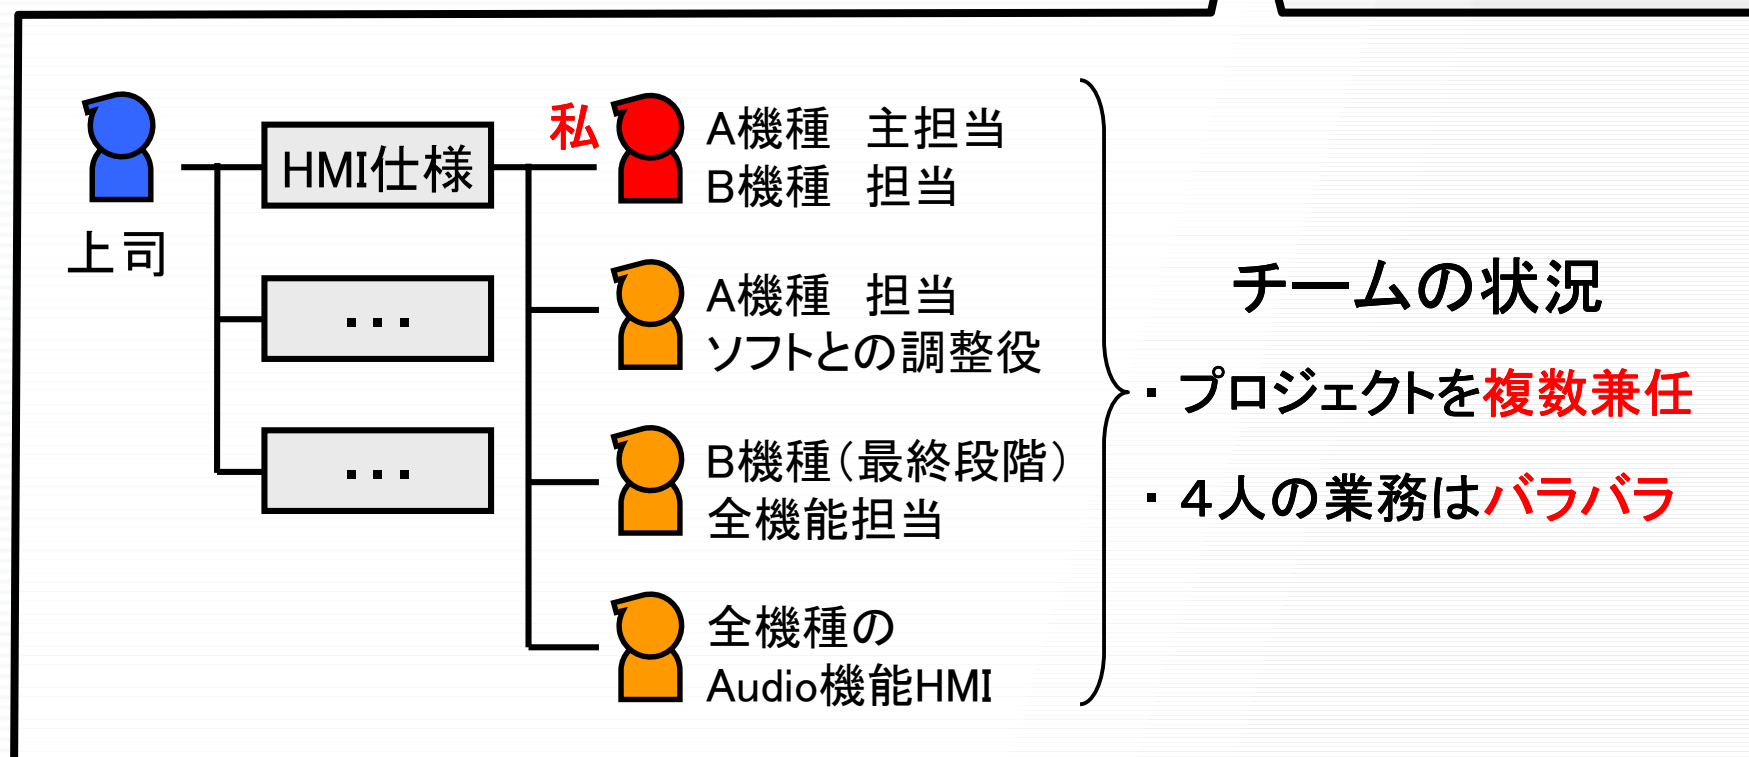 上司
HMI仕様
・・・
・・・
私
A機種　主担当
B機種　担当
A機種　担当
ソフトとの調整役
B機種（最終段階）
全機能担当
全機種の
Audio機能HMI
チームの状況
・プロジェクトを複数兼任
・４人の業務はバラバラ